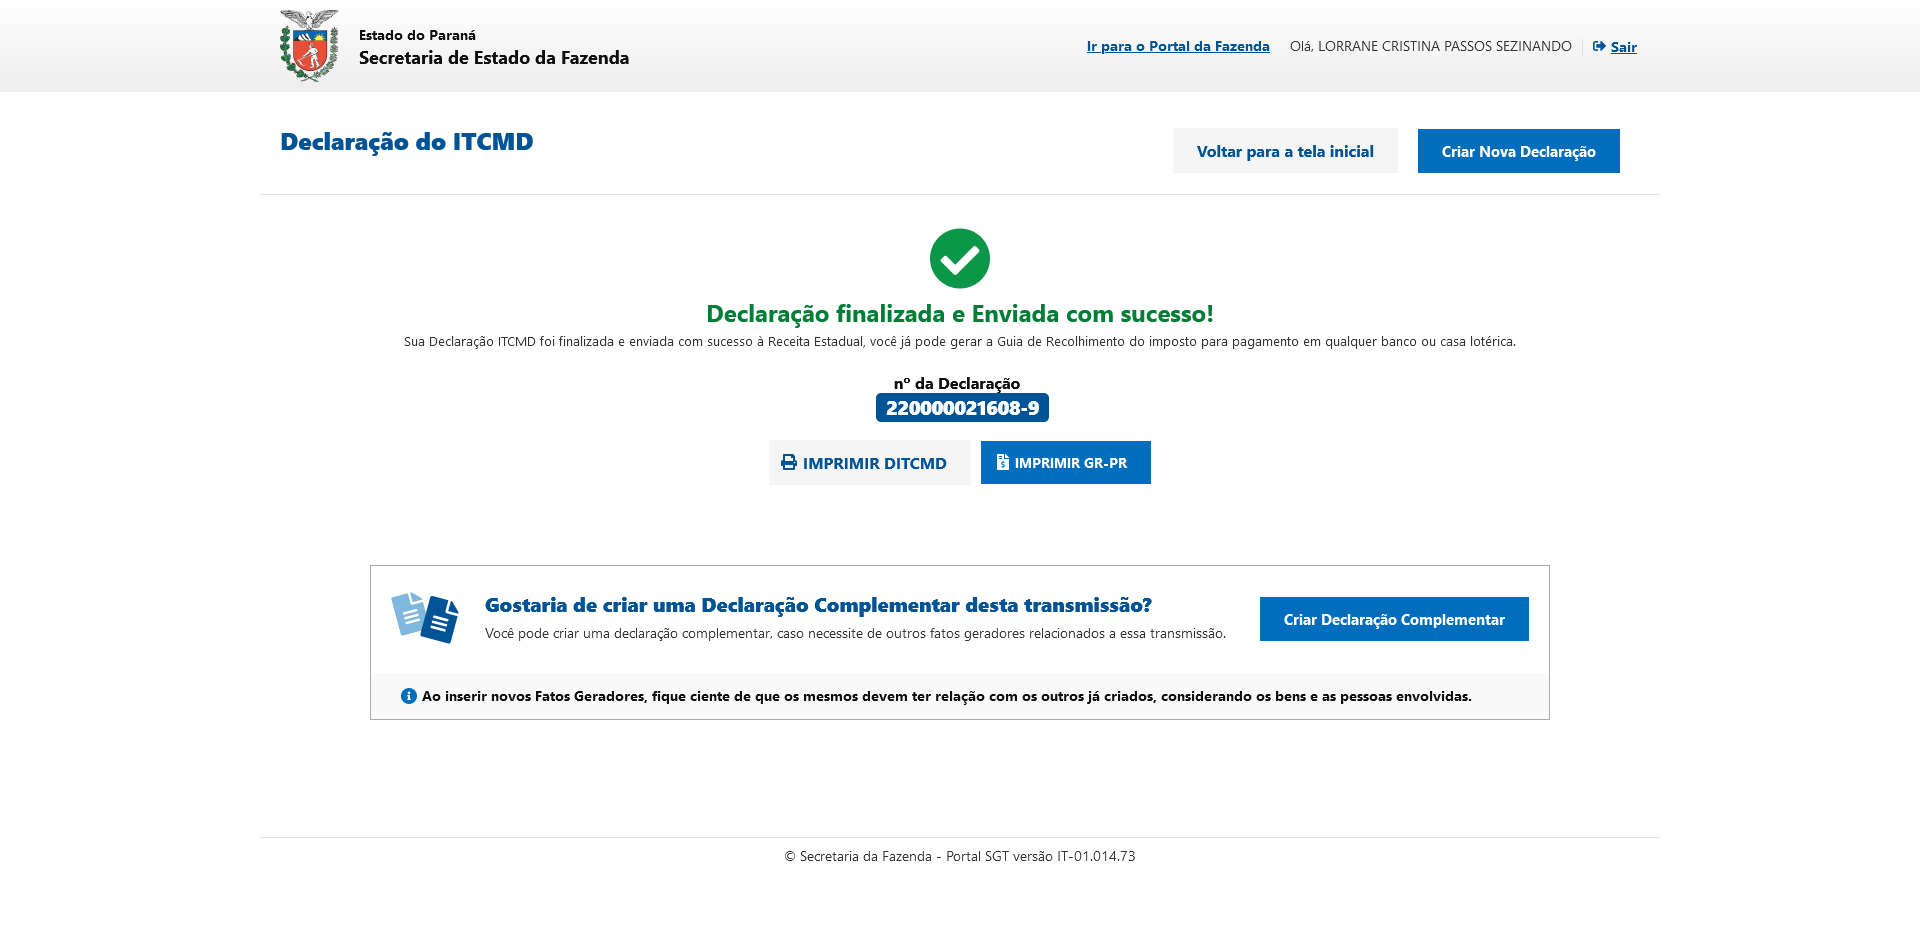 Estado do Paraná
Secretaria de Estado da Fazenda
Ir para o Portal da Fazenda
Olá, LORRANE CRISTINA PASSOS SEZINANDO
Sair
Declaração do ITCMD
Voltar para a tela inicial
Criar Nova Declaração
Declaração finalizada e Enviada com sucesso!
Sua Declaração ITCMD foi finalizada e enviada com sucesso à Receita Estadual, você já pode gerar a Guia de Recolhimento do imposto para pagamento em qualquer banco ou casa lotérica.
nº da Declaração
220000021608-9
IMPRIMIR DITCMD
IMPRIMIR GR-PR
Gostaria de criar uma Declaração Complementar desta transmissão?
Você pode criar uma declaração complementar, caso necessite de outros fatos geradores relacionados a essa transmissão.
Criar Declaração Complementar
Ao inserir novos Fatos Geradores, fique ciente de que os mesmos devem ter relação com os outros já criados, considerando os bens e as pessoas envolvidas.
© Secretaria da Fazenda - Portal SGT versão IT-01.014.73